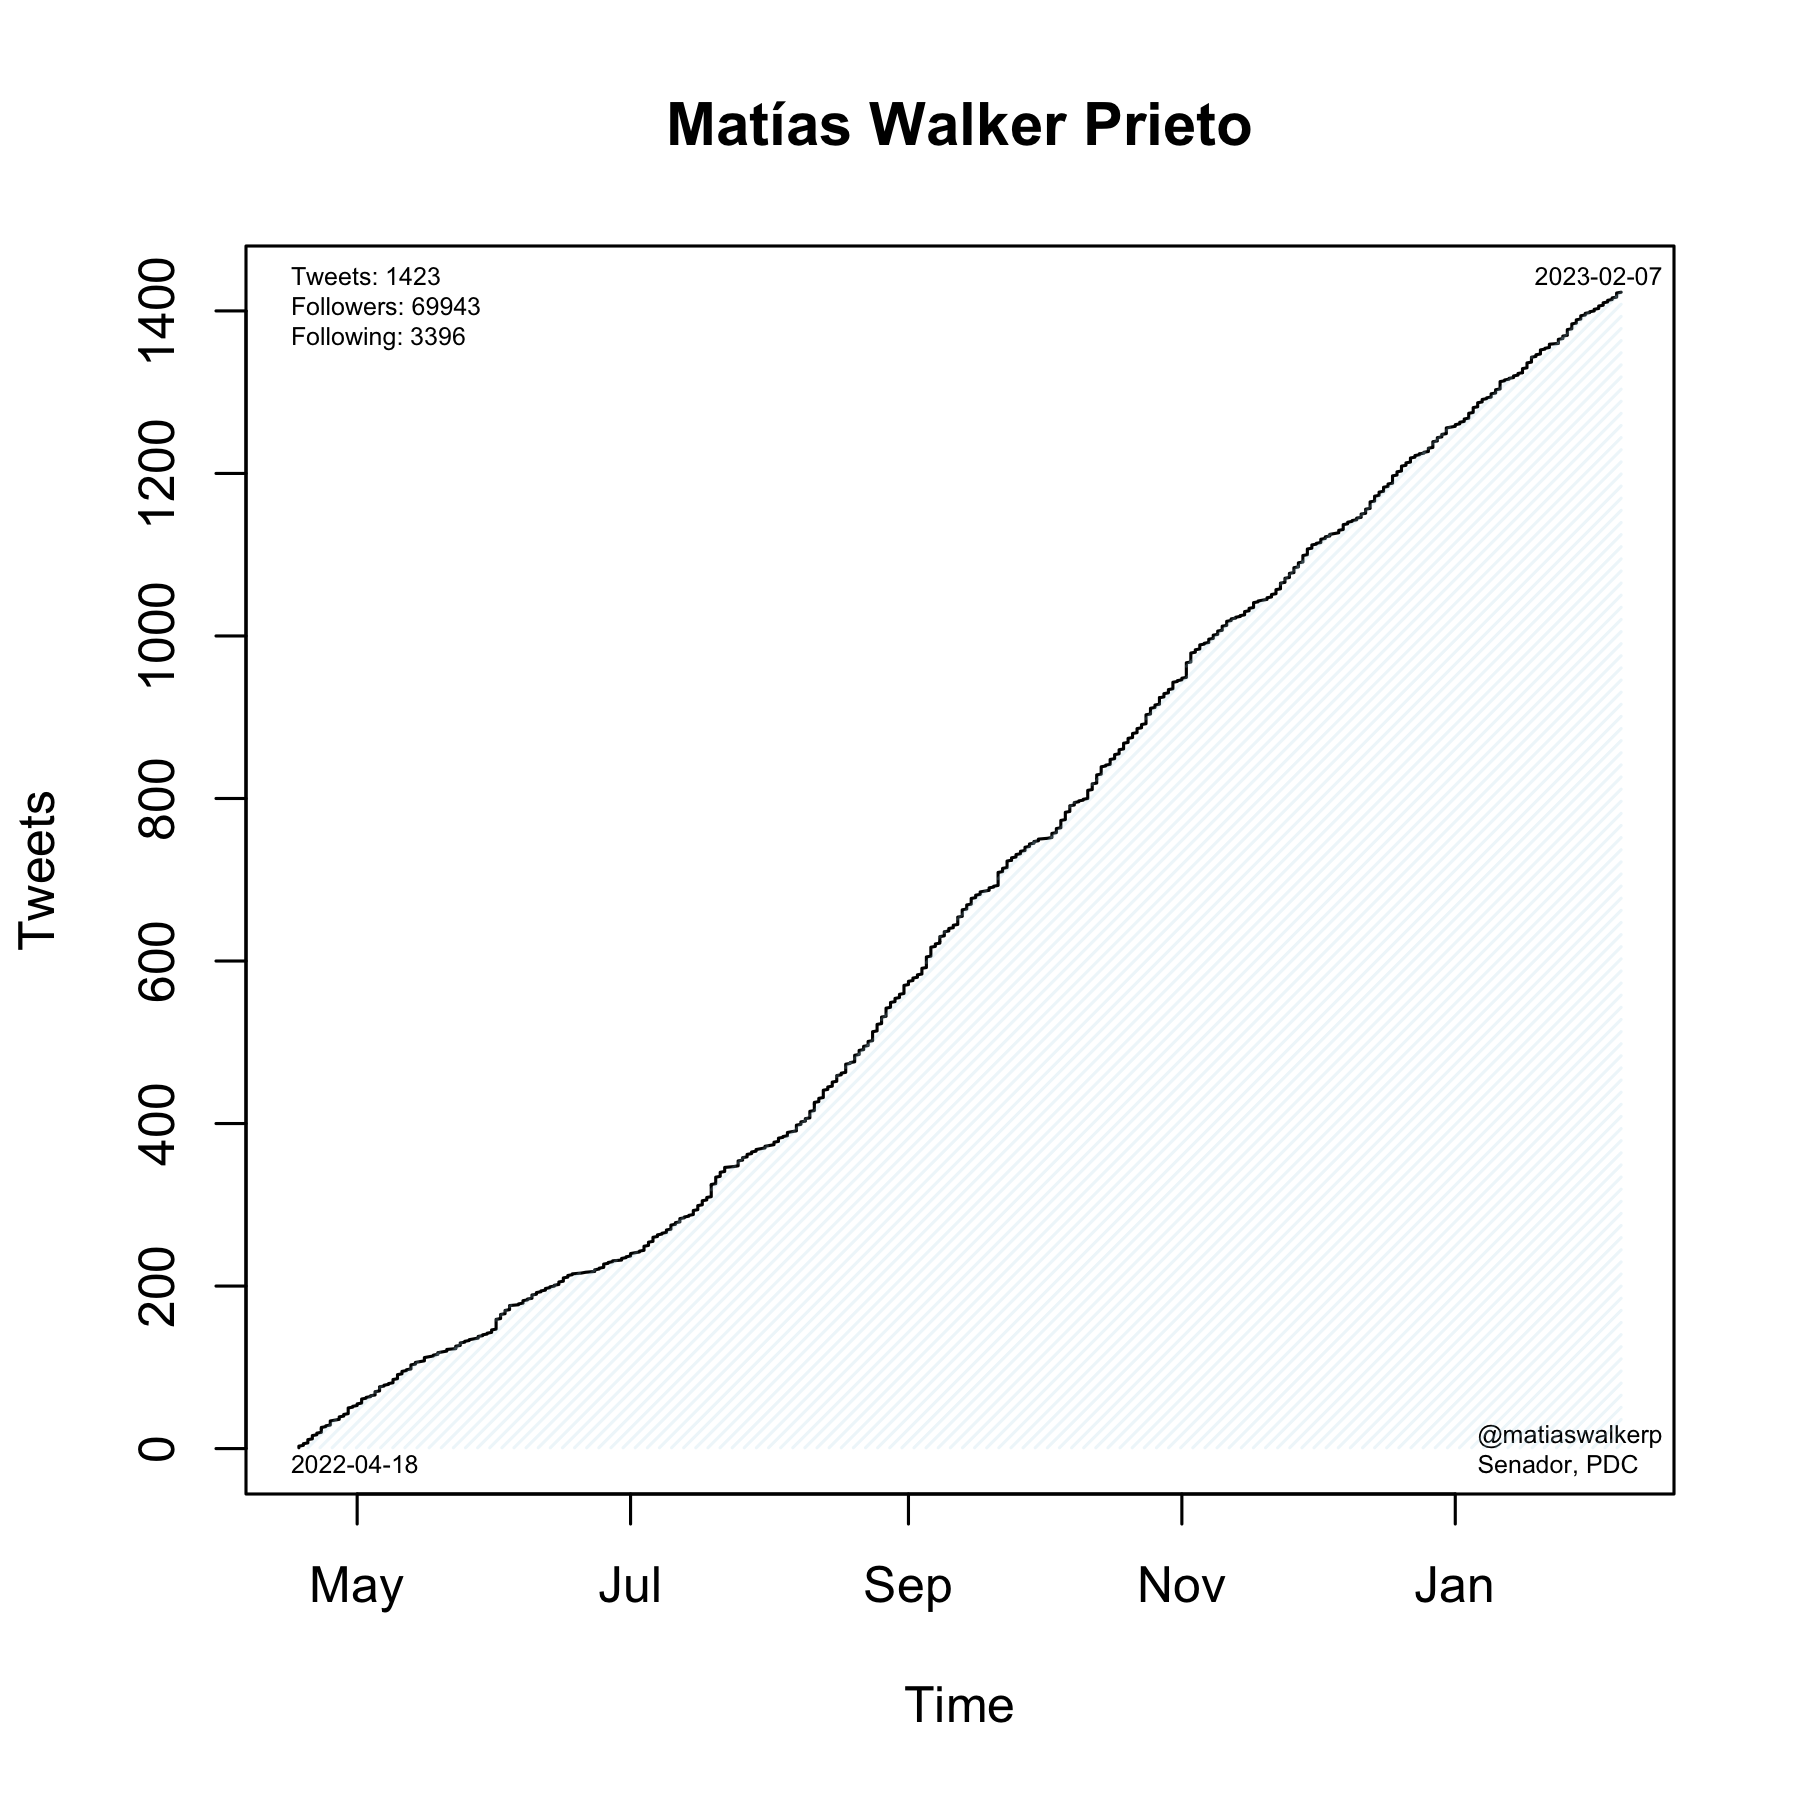 Matías Walker Prieto
Tweets: 1423
Followers: 69943
Following: 3396
2023-02-07
1400
1200
1000
800
600
400
200
0
Tweets
2022-04-18
@matiaswalkerp
Senador, PDC
May Jul Sep Nov Jan
Time